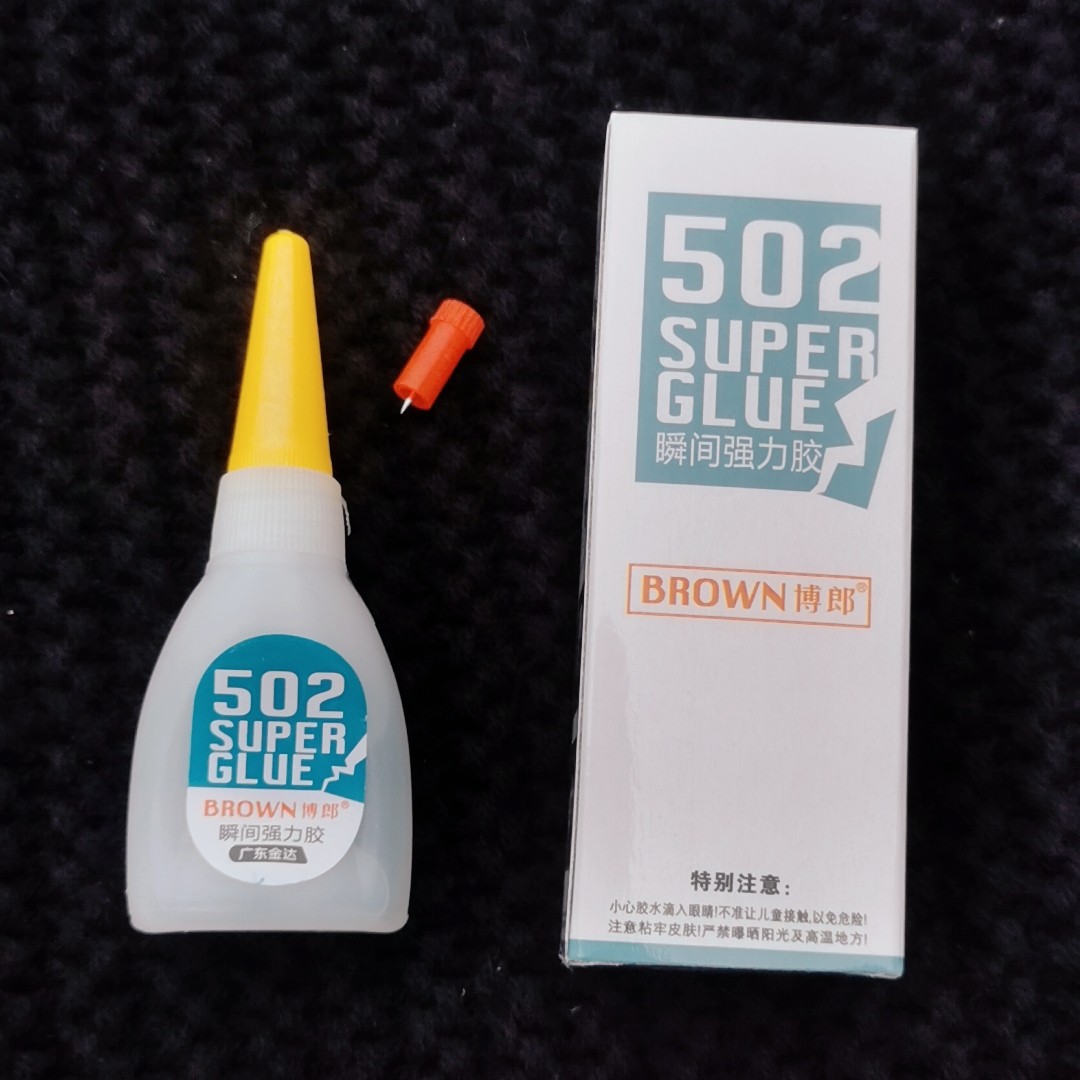 502
SUPER
GLUE
BROWN博郎®
瞬间强力胶
广东金达
502
SUPER
GLUE
瞬间强力胶
BROWN博郎®
特别注意:
小心胶水滴入眼睛!不准让儿童接触,以免危险!
注意粘牢皮肤!严禁曝晒阳光及高温地方!